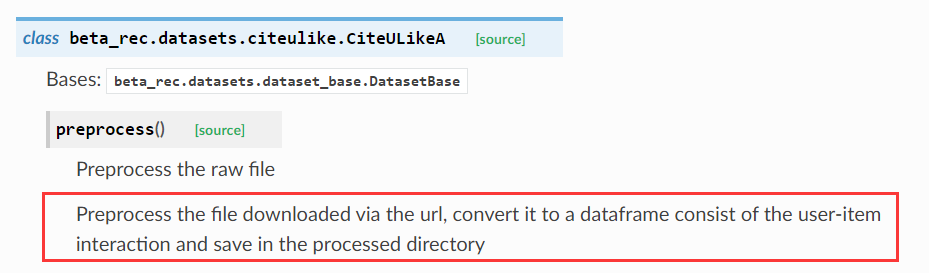 class beta_rec.datasets.citeulike.CiteULikeA [source]
Bases: beta_rec.datasets.dataset_base.DatasetBase
preprocess() [source]
Preprocess the raw file
Preprocess the file downloaded via the url, convert it to a dataframe consist of the user-item
interaction and save in the processed directory